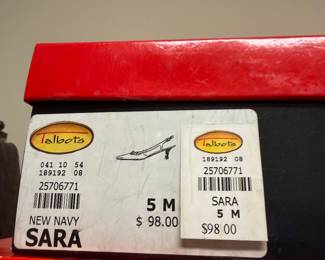 Talbots
041 10 54
189192 08
25706771
5 M
$ 98.00
NEW NAVY
SARA
Talbots
189192 08
25706771
SARA
5 M
$98 00